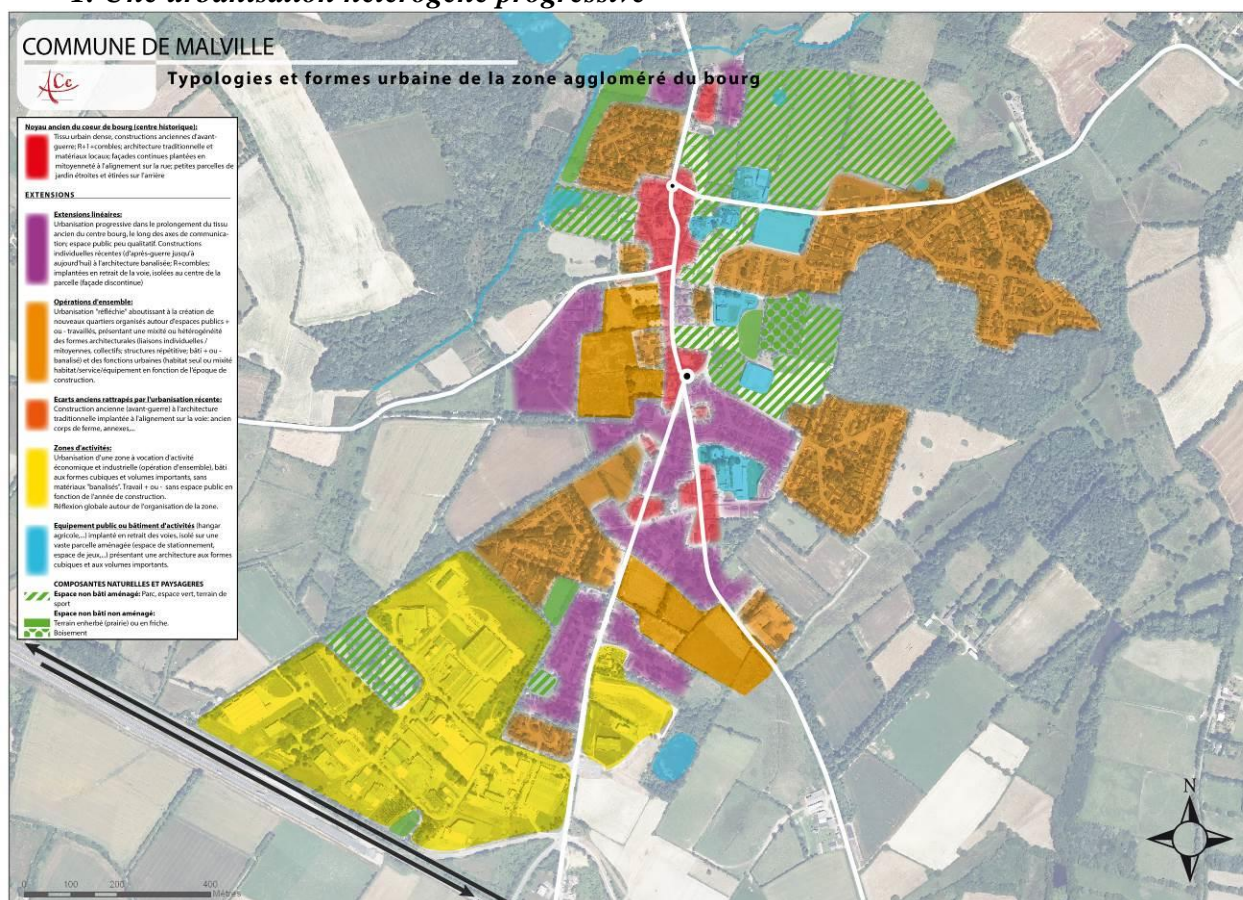 1. Une urbanisation hétérogène progressive
COMMUNE DE MALVILLE
ACe
Typologies et formes urbaine de la zone aggloméré du bourg
Noyau ancien du coeur de bourg (centre historique):
Tissu urbain dense, constructions anciennes d'avant-
guerre; R+1+combles; architecture traditionnelle et
matériaux locaux; façades continues plantées en
mitoyenneté à l'alignement sur la rue; petites parcelles de
jardin étroites et étirées sur l'arrière
EXTENSIONS
Extensions linéaires:
Urbanisation progressive dans le prolongement du tissu
ancien du centre bourg, le long des axes de communica-
tion; espace public peu qualitatif. Constructions
individuelles récentes (d'après-guerre jusqu'à
aujourd'hui) à l'architecture banalisée; R+combles;
implantées en retrait de la voie, isolées au centre de la
parcelle (façade discontinue)
Opérations d'ensemble:
Urbanisation "réfléchie" aboutissant à la création de
nouveaux quartiers organisés autour d'espaces publics +
ou - travaillés, présentant une mixité ou hétérogénéité
des formes architecturales (liaisons individuelles /
mitoyennes, collectifs; structures répétitive; bâti + ou -
banalisé) et des fonctions urbaines (habitat seul ou mixité
habitat/service/équipement en fonction de l'époque de
construction.
Ecarts anciens rattrapés par l'urbanisation récente:
Construction ancienne (avant-guerre) à l'architecture
traditionnelle implantée à l'alignement sur la voie: ancien
corps de ferme, annexes,...
Zones d'activités:
Urbanisation d'une zone à vocation d'activité
économique et industrielle (opération d'ensemble), bâti
aux formes cubiques et volumes importants, sans
matériaux "banalisés". Travail + ou - sans espace public en
fonction de l'année de construction.
Réflexion globale autour de l'organisation de la zone.
Equipement public ou bâtiment d'activités (hangar
agricole,...) implanté en retrait des voies, isolé sur une
vaste parcelle aménagée (espace de stationnement,
espace de jeux,...) présentant une architecture aux formes
cubiques et aux volumes importants.
COMPOSANTES NATURELLES ET PAYSAGERES
Espace non bâti aménagé: Parc, espace vert, terrain de
sport
Espace non bâti non aménagé:
Terrain enherbé (prairie) ou en friche.
Boisement
N
0 100 200 400
Mètres